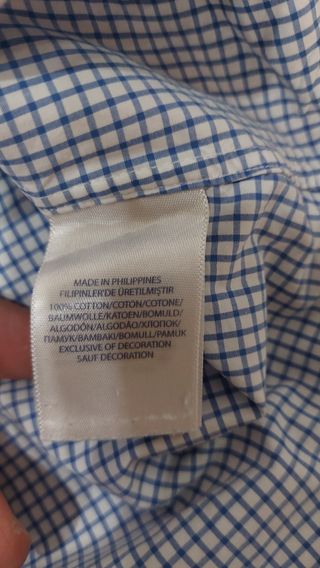 MADE IN PHILIPPINES
FILIPINLER'DE ÜRETILMIŞTIR
100% COTTON/COTON/COTONE/
BAUMWOLLE/KATOEN/BOMULD/
ALGODÓN/ALGODÃO/ХЛОПОК/
ПАМУК/BAMBAKI/BOMULL/PAMUK
EXCLUSIVE OF DECORATION
SAUF DÉCORATION